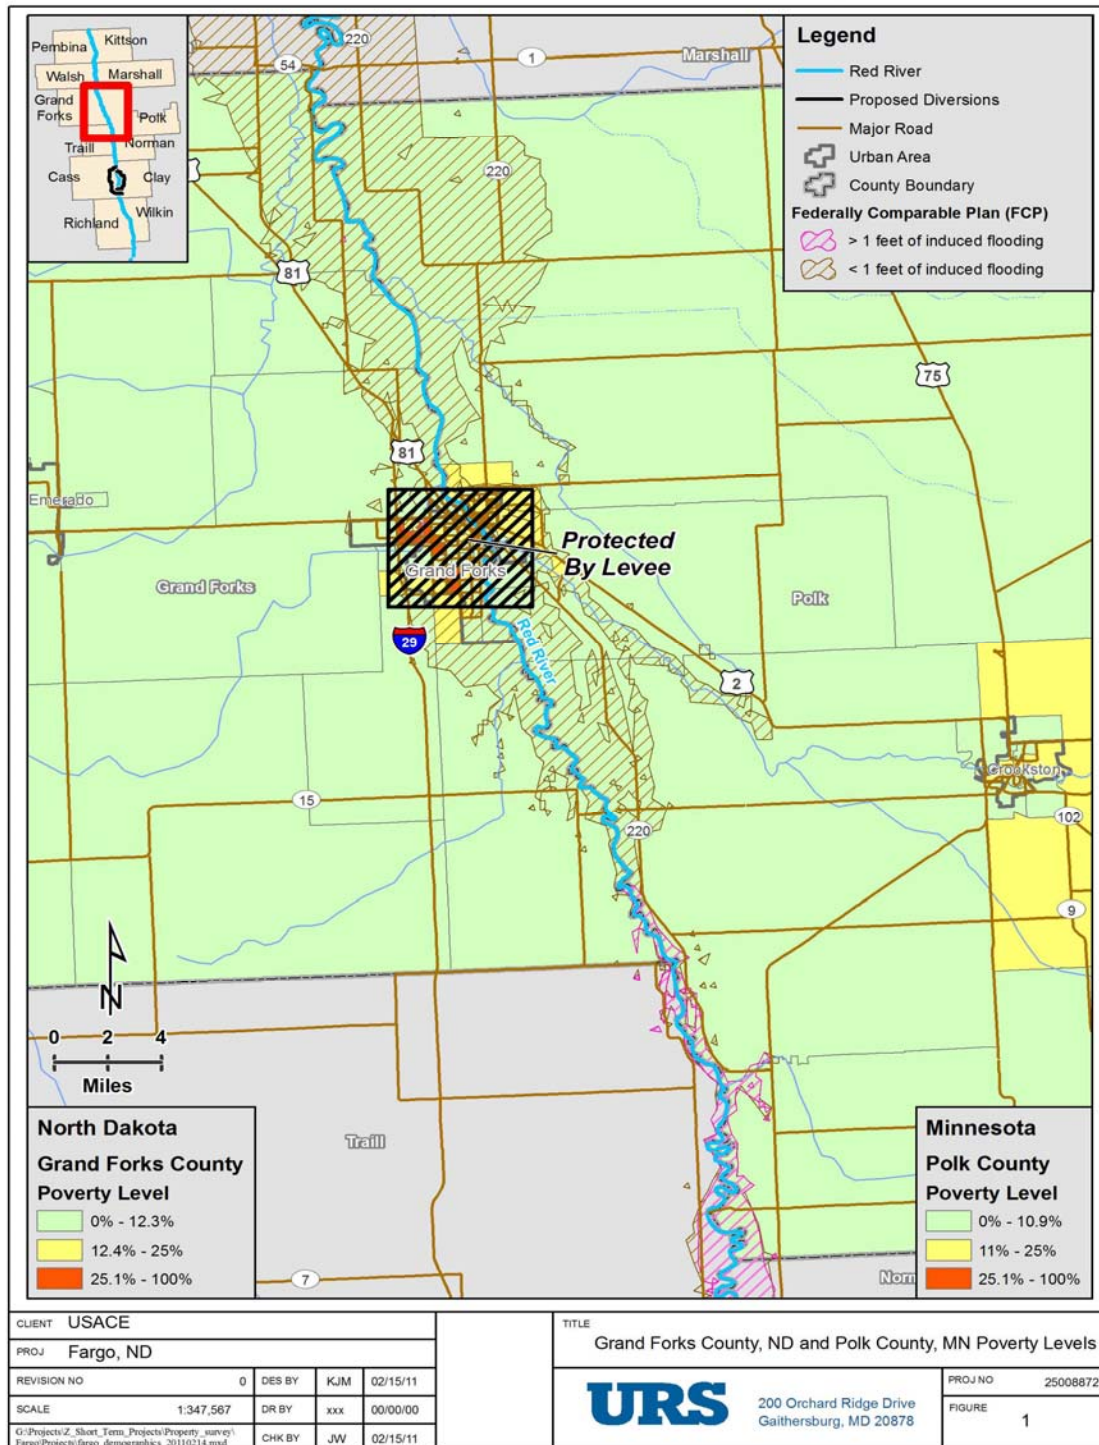 Pembina
Kittson
Walsh
Marshall
Grand
Forks
Polk
Traill
Norman
Cass
Clay
Richland
Wilkin
220
54
1
Marshall
Legend
Red River
Proposed Diversions
Major Road
Urban Area
County Boundary
Federally Comparable Plan (FCP)
> 1 feet of induced flooding
< 1 feet of induced flooding
220
81
75
81
Emerado
Protected
By Levee
Grand Forks
Grand Forks
Polk
29
Red River
2
Crookston
15
220
102
9
N
0 2 4
Miles
Traill
7
North Dakota
Grand Forks County
Poverty Level
0% - 12.3%
12.4% - 25%
25.1% - 100%
Minnesota
Polk County
Poverty Level
0% - 10.9%
11% - 25%
25.1% - 100%
Norm
CLIENT USACE
PROJ Fargo, ND
REVISION NO 0 DES BY KJM 02/15/11
SCALE 1:347,567 DR BY xxx 00/00/00
G:\Projects\Z_Short_Term_Projects\Property_survey\
Fargo\Projects\fargo_demographics_20110214.mxd
CHK BY JW 02/15/11
TITLE
Grand Forks County, ND and Polk County, MN Poverty Levels
URS
200 Orchard Ridge Drive
Gaithersburg, MD 20878
PROJ NO 25008872
FIGURE
1